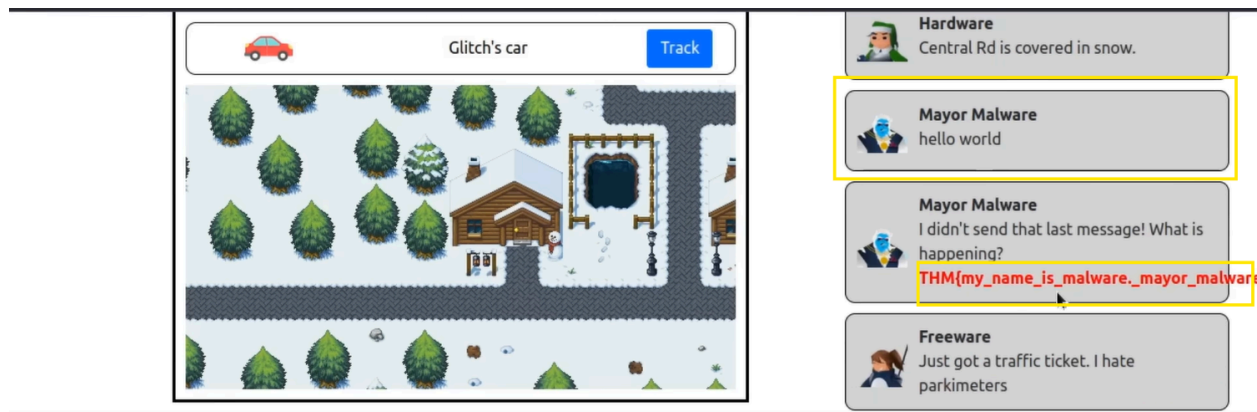 Glitch's car
Track
Hardware
Central Rd is covered in snow.
Mayor Malware
hello world
Mayor Malware
I didn't send that last message! What is
happening?
THM{my_name_is_malware._mayor_malware
Freeware
Just got a traffic ticket. I hate
parkimeters